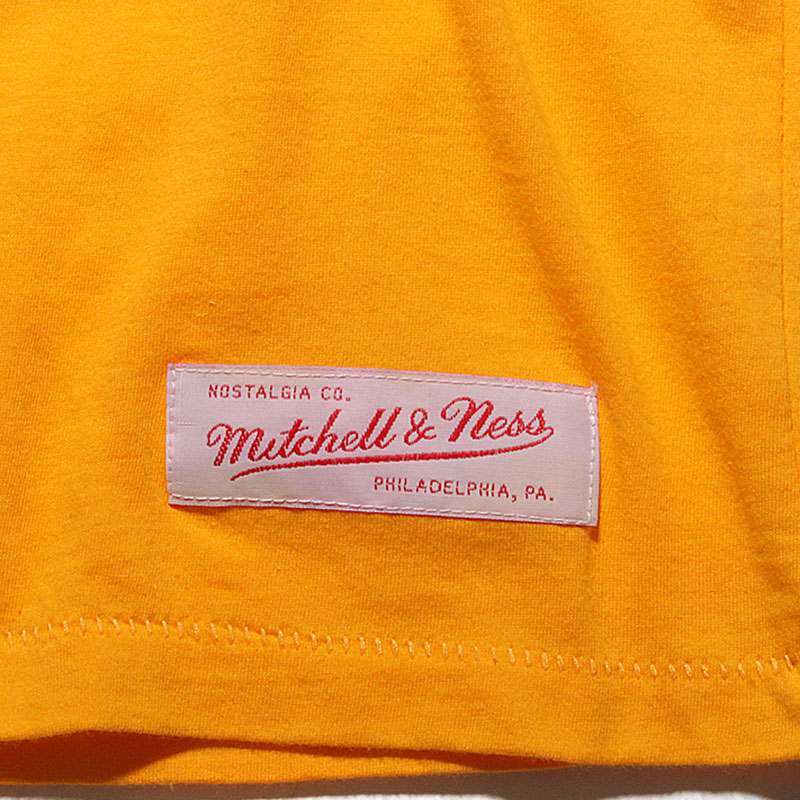 NOSTALGIA CO.
Mitchell & Ness
PHILADELPHIA, PA.